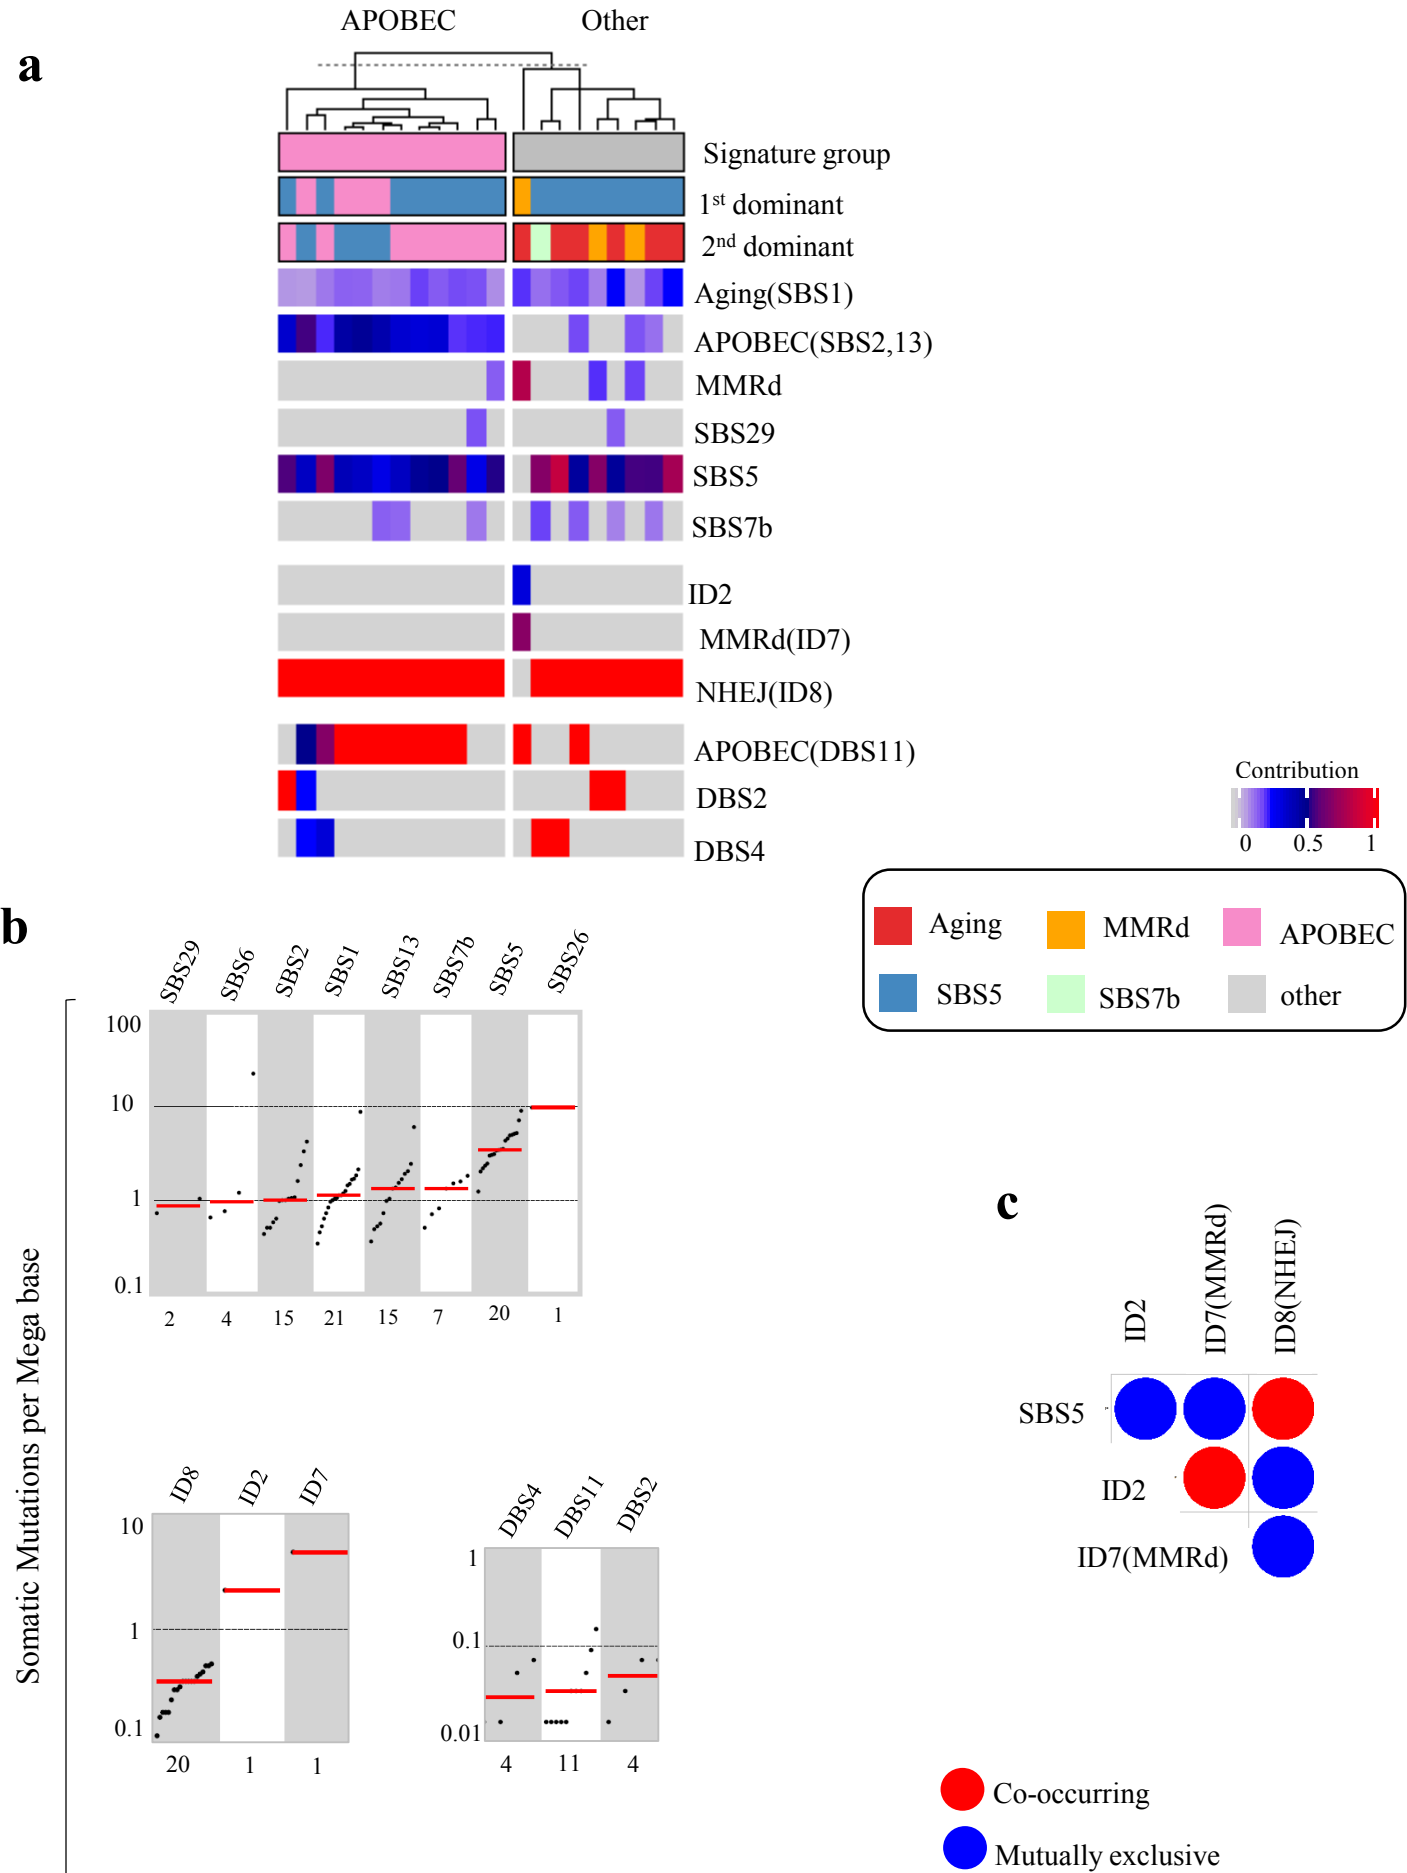 APOBEC Other
a
Signature group
1st dominant
2nd dominant
Aging(SBS1)
APOBEC(SBS2,13)
MMRd
SBS29
SBS5
SBS7b
ID2
MMRd(ID7)
NHEJ(ID8)
APOBEC(DBS11)
DBS2
DBS4
Contribution
0 0.5 1
Aging MMRd APOBEC
SBS5 SBS7b other
b
SBS29 SBS6 SBS2 SBS1 SBS13 SBS7b SBS5 SBS26
100
10
1
0.1
2 4 15 21 15 7 20 1
Somatic Mutations per Mega base
ID8 ID2 ID7
10
1
0.1
20 1 1
DBS4 DBS11 DBS2
1
0.1
0.01
4 11 4
c
ID2 ID7(MMRd) ID8(NHEJ)
SBS5
ID2
ID7(MMRd)
Co-occurring
Mutually exclusive